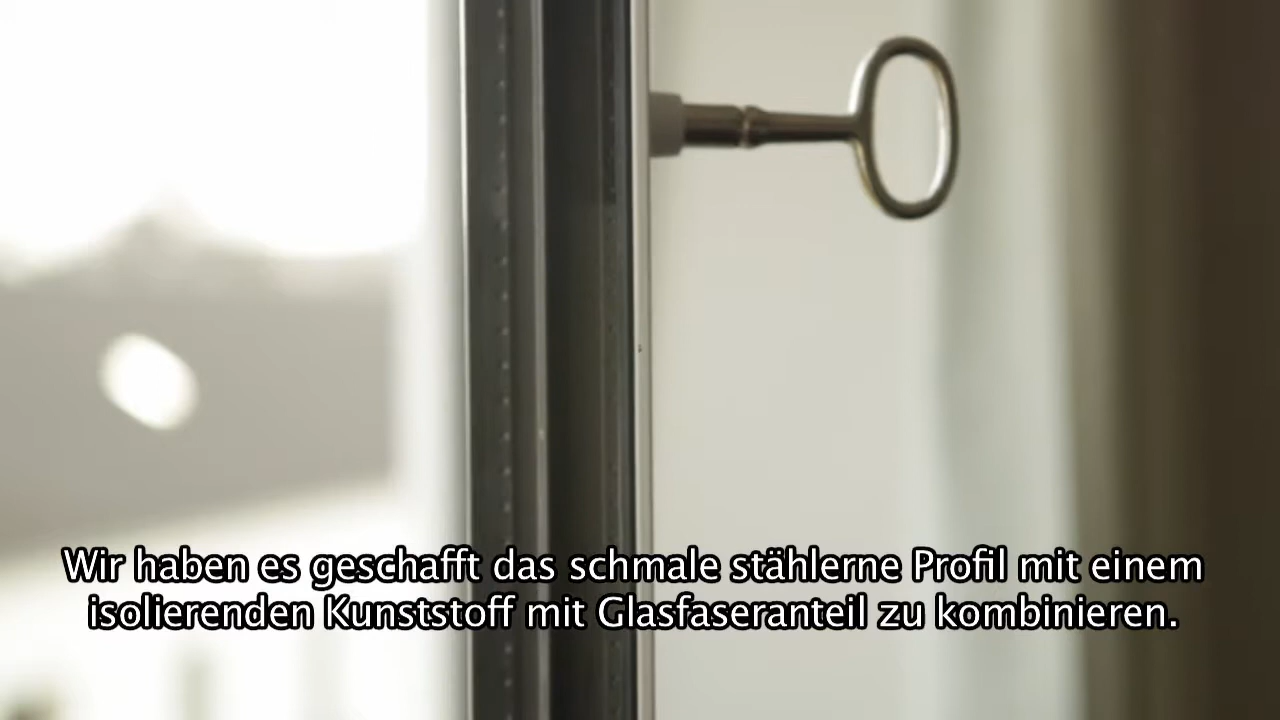 Wir haben es geschafft das schmale stählerne Profil mit einem
isolierenden Kunststoff mit Glasfaseranteil zu kombinieren.